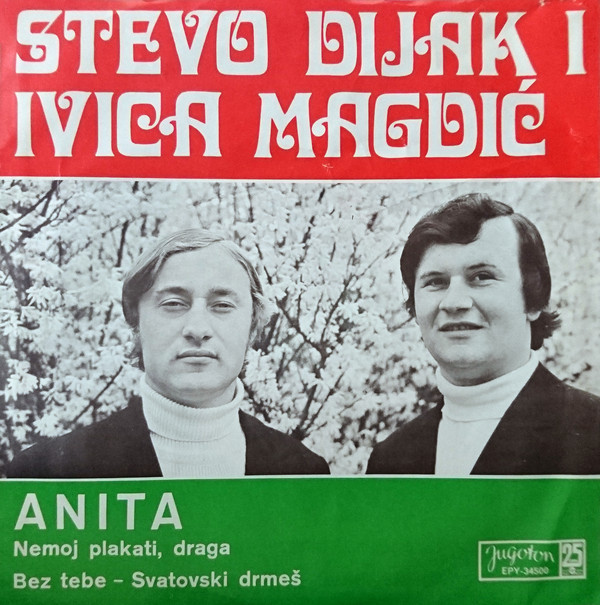 STEVO DIJAK I
IVICA MAGDIĆ
ANITA
Nemoj plakati, draga
Bez tebe – Svatovski drmeš
Jugoton
EPY-34500
25